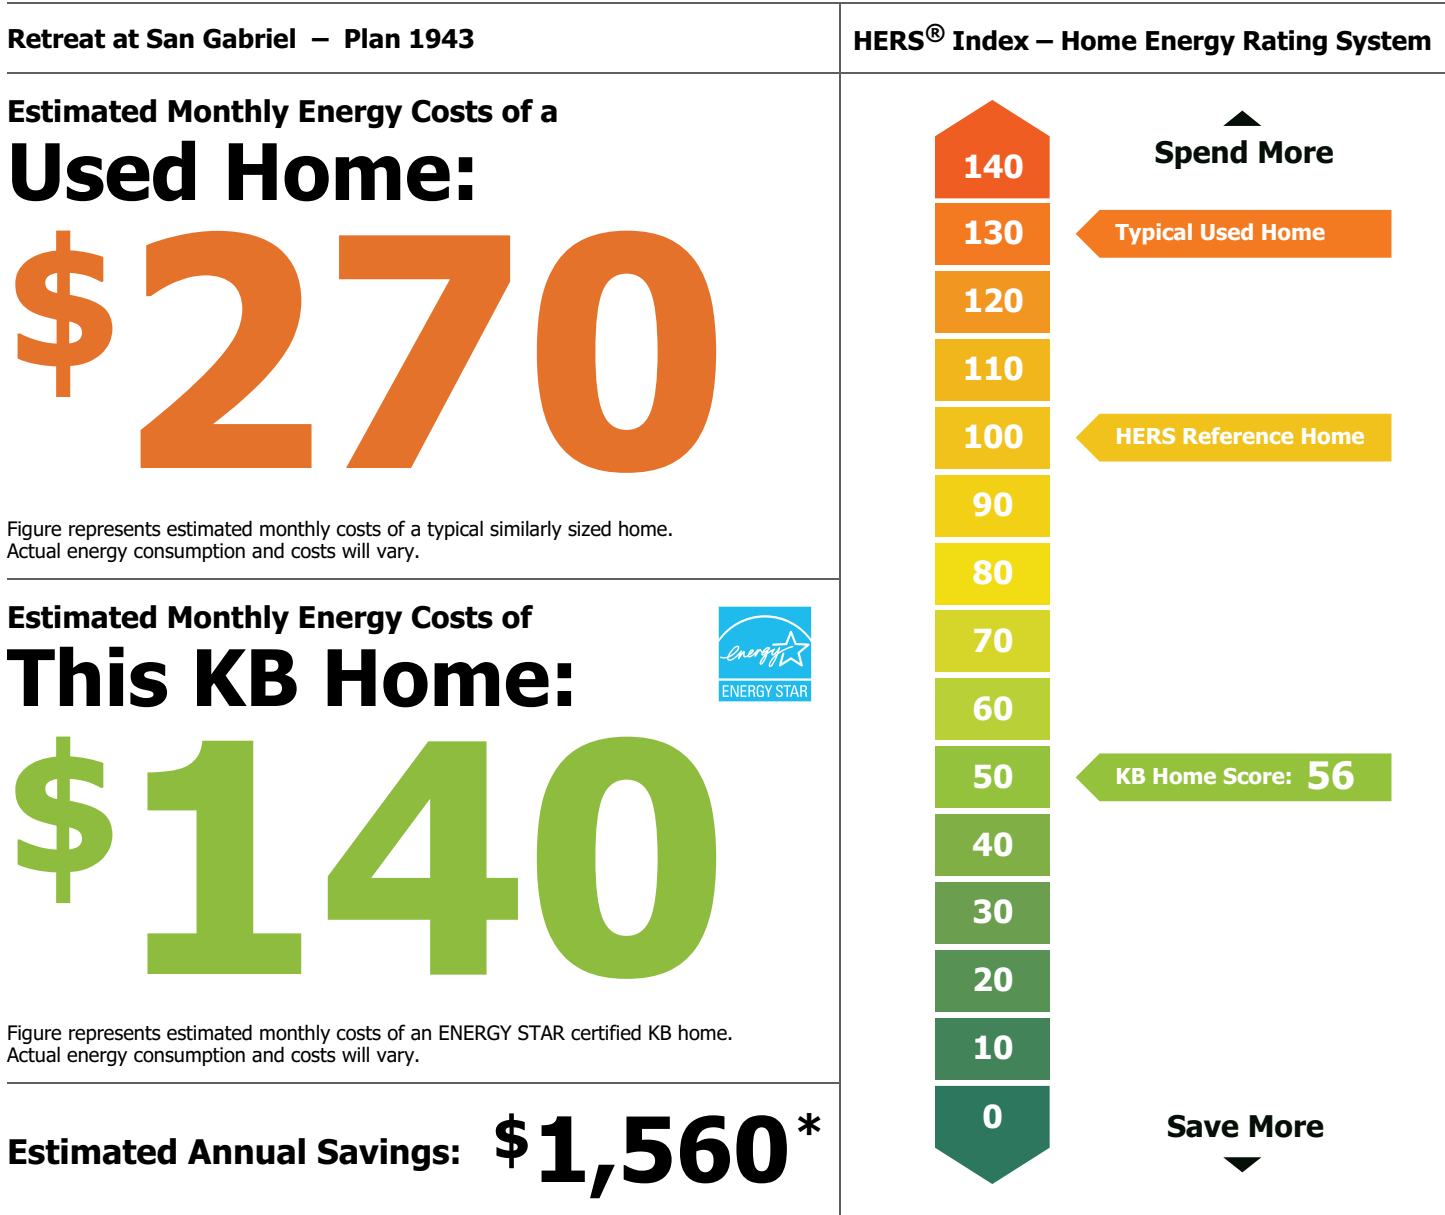 Retreat at San Gabriel – Plan 1943
Estimated Monthly Energy Costs of a
Used Home:
$270
Figure represents estimated monthly costs of a typical similarly sized home.
Actual energy consumption and costs will vary.
Estimated Monthly Energy Costs of
This KB Home:
energy
ENERGY STAR
$140
Figure represents estimated monthly costs of an ENERGY STAR certified KB home.
Actual energy consumption and costs will vary.
Estimated Annual Savings: $1,560*
HERS® Index – Home Energy Rating System
Spend More
140
130 Typical Used Home
120
110
100 HERS Reference Home
90
80
70
60
50 KB Home Score: 56
40
30
20
10
0
Save More